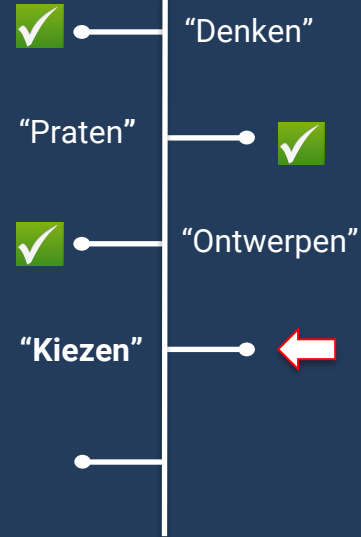 “Denken”
“Praten”
“Ontwerpen”
“Kiezen”